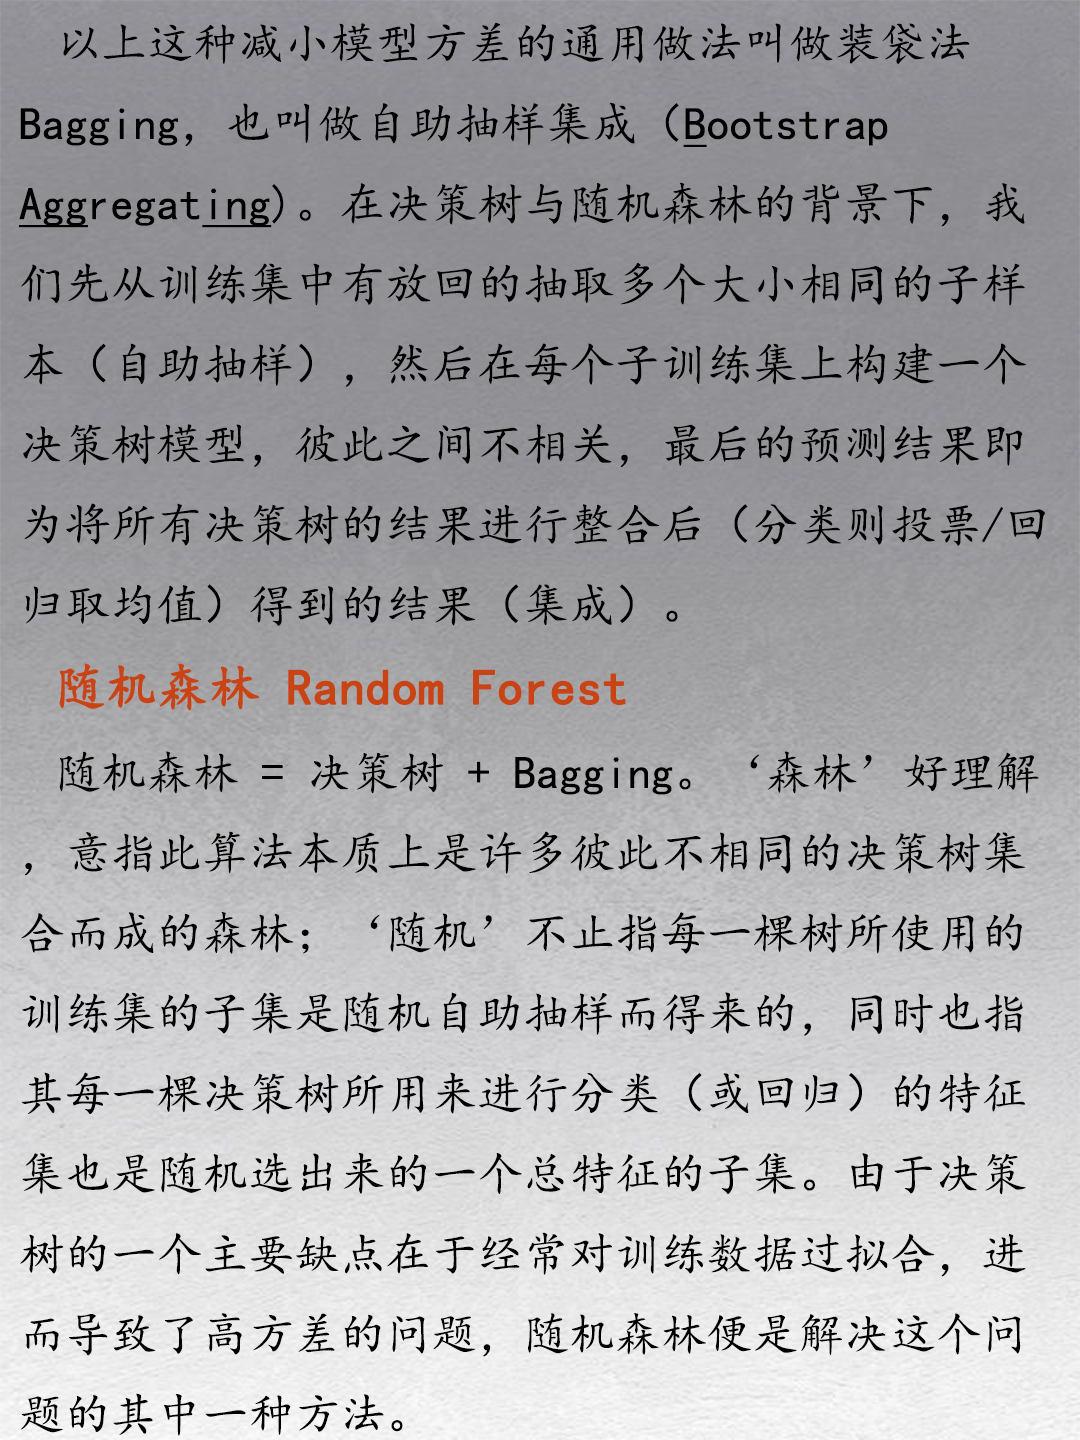 以上这种减小模型方差的通用做法叫做装袋法
Bagging，也叫做自助抽样集成（Bootstrap
Aggregating)。在决策树与随机森林的背景下，我
们先从训练集中有放回的抽取多个大小相同的子样
本（自助抽样），然后在每个子训练集上构建一个
决策树模型，彼此之间不相关，最后的预测结果即
为将所有决策树的结果进行整合后（分类则投票/回
归取均值）得到的结果（集成）。
随机森林 Random Forest
随机森林 = 决策树 + Bagging。‘森林’好理解
，意指此算法本质上是许多彼此不相同的决策树集
合而成的森林；‘随机’不止指每一棵树所使用的
训练集的子集是随机自助抽样而得来的，同时也指
其每一棵决策树所用来进行分类（或回归）的特征
集也是随机选出来的一个总特征的子集。由于决策
树的一个主要缺点在于经常对训练数据过拟合，进
而导致了高方差的问题，随机森林便是解决这个问
题的其中一种方法。